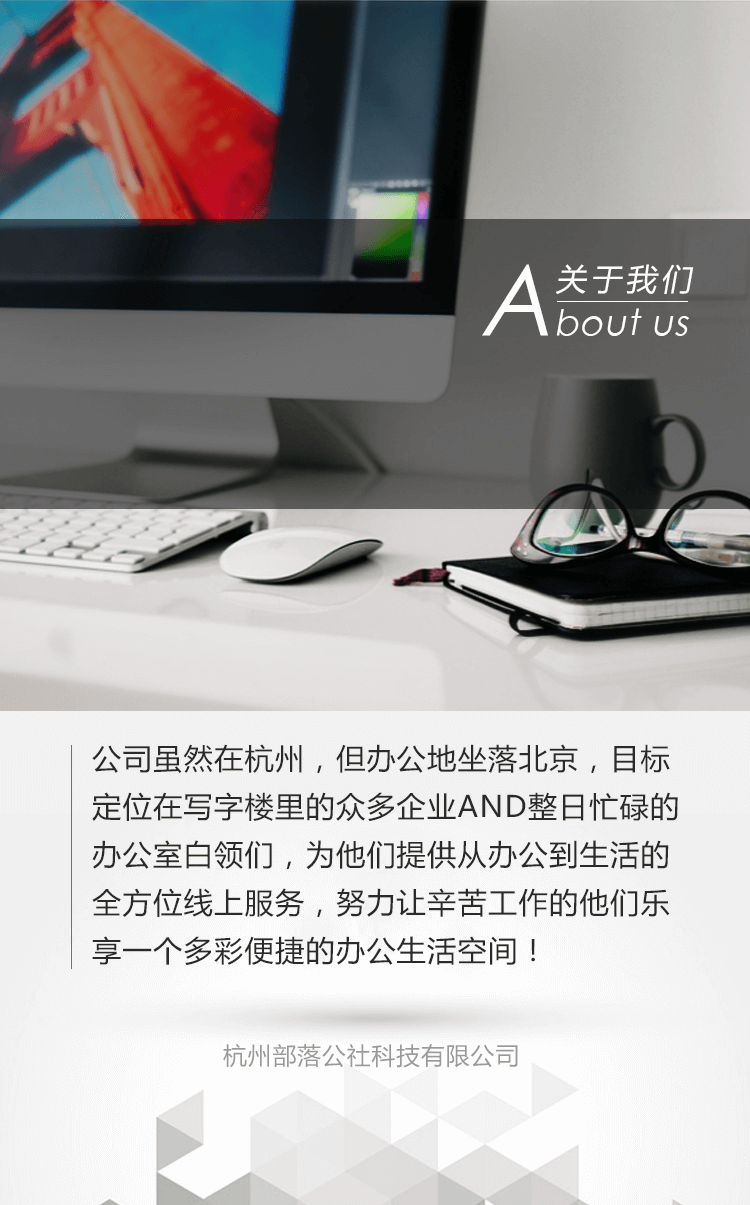 关于我们
About us
公司虽然在杭州，但办公地坐落北京，目标
定位在写字楼里的众多企业AND整日忙碌的
办公室白领们，为他们提供从办公到生活的
全方位线上服务，努力让辛苦工作的他们乐
享一个多彩便捷的办公生活空间！
杭州部落公社科技有限公司